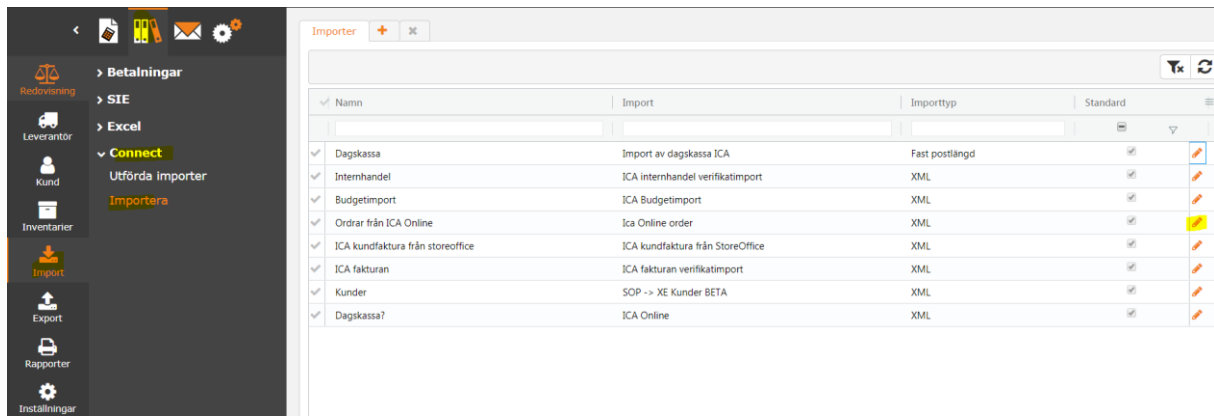 Importer
Redovisning
Leverantör
Kund
Inventarier
Import
Export
Rapporter
Inställningar
Betalningar
SIE
Excel
Connect
Utförda importer
Importera
Namn Import Importtyp Standard
Dagskassa Import av dagskassa ICA Fast postlängd
Internhandel ICA internhandel verifikatimport XML
Budgetimport ICA Budgetimport XML
Ordrar från ICA Online Ica Online order XML
ICA kundfaktura från storeoffice ICA kundfaktura från StoreOffice XML
ICA fakturan ICA fakturan verifikatimport XML
Kunder SOP -> XE Kunder BETA XML
Dagskassa? ICA Online XML